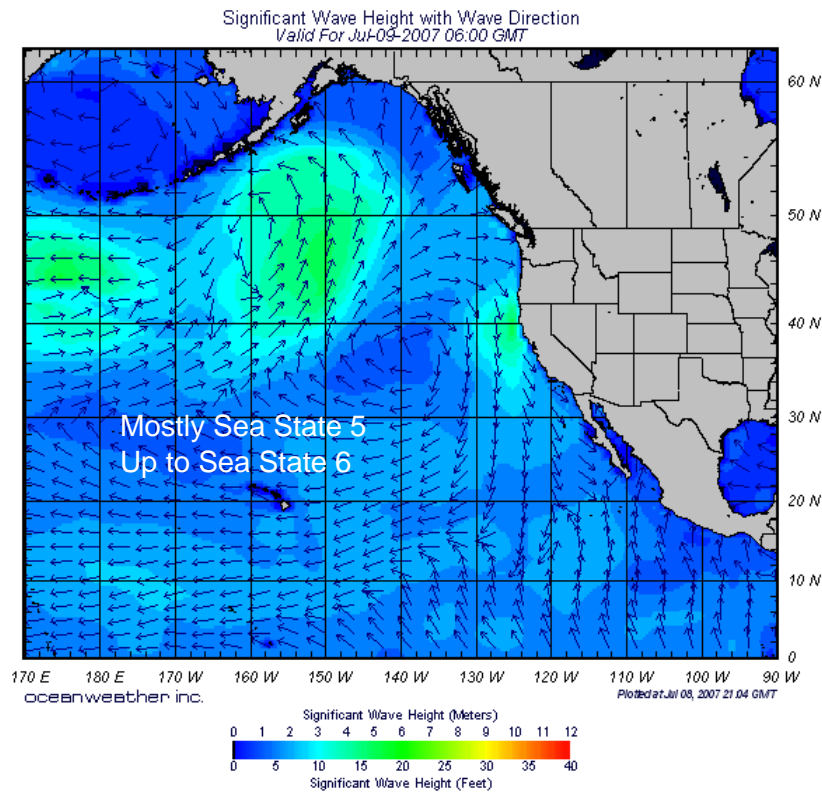 Significant Wave Height with Wave Direction
Valid For Jul-09-2007 06:00 GMT
60 N
50 N
40 N
Mostly Sea State 5
30 N
Up to Sea State 6
20 N
10 N
0
170 E 180 E 170 W 160 W 150 W 140 W 130 W 120 W 110 W 100 W 90 W
oceanweather inc.
Plotted at Jul 08, 2007 21:04 GMT
Significant Wave Height (Meters)
0 1 2 3 4 5 6 7 8 9 10 11 12
0 5 10 15 20 25 30 35 40
Significant Wave Height (Feet)